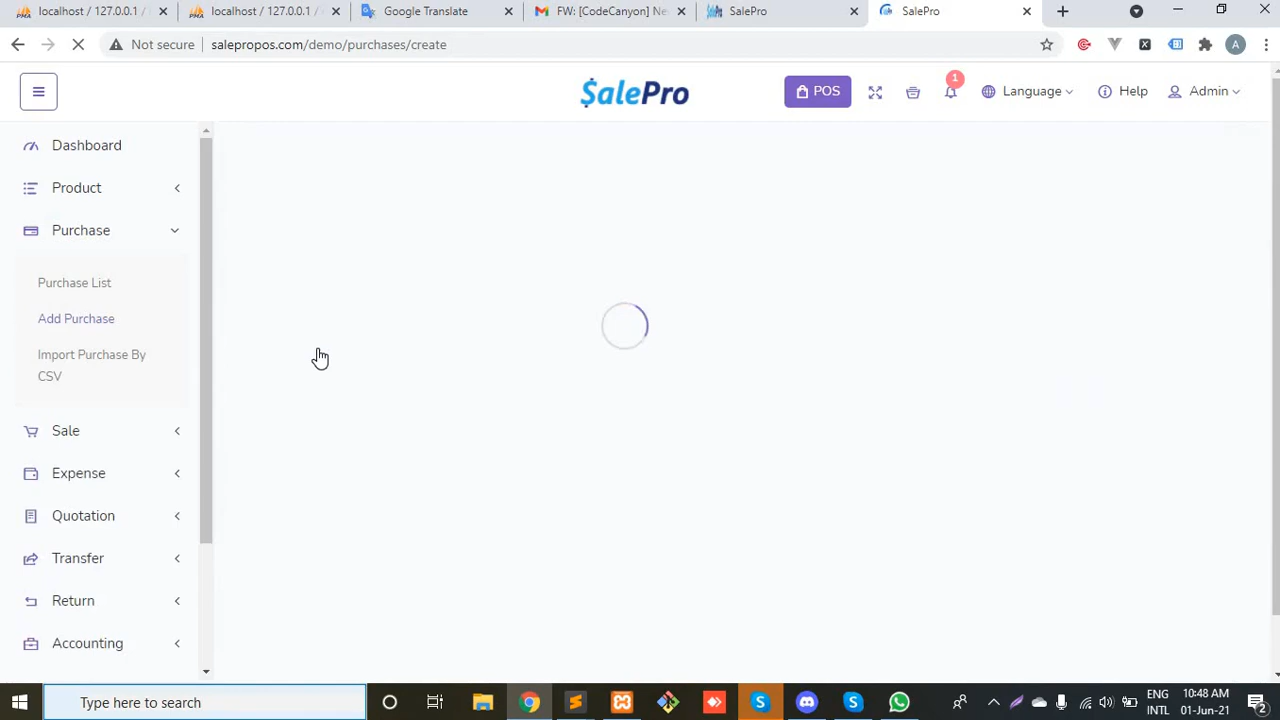 localhost / 127.0.0.1 /
localhost / 127.0.0.1 /
Google Translate
FW: [CodeCanyon] Ne
SalePro
SalePro
Not secure
salepropos.com/demo/purchases/create
A
SalePro
POS
1
Language
Help
Admin
Dashboard
Product
Purchase
Purchase List
Add Purchase
Import Purchase By
CSV
Sale
Expense
Quotation
Transfer
Return
Accounting
Type here to search
ENG
INTL
10:48 AM
01-Jun-21
2